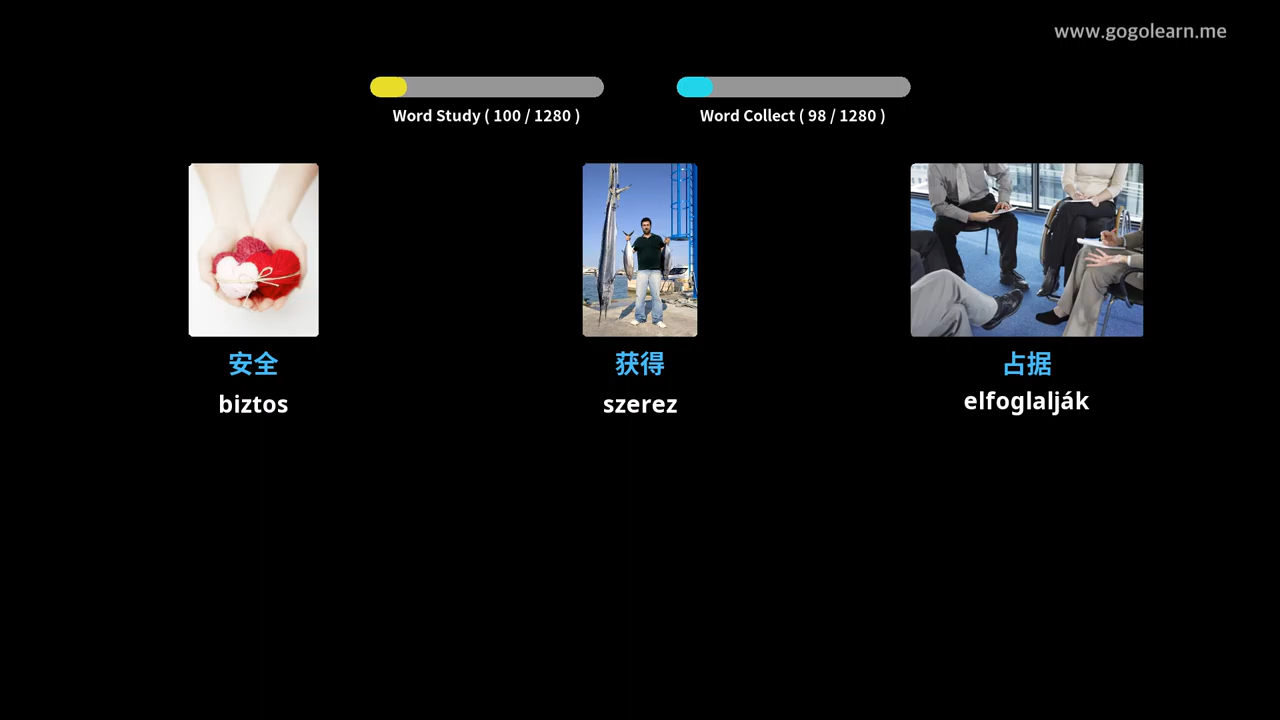 www.gogolearn.me
Word Study ( 100 / 1280 )
Word Collect ( 98 / 1280 )
安全
获得
占据
biztos
szerez
elfoglalják